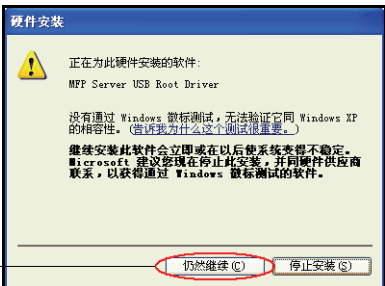 硬件安装
正在为此硬件安装的软件:
MFP Server USB Root Driver
没有通过 Windows 徽标测试，无法验证它同 Windows XP
的相容性。(告诉我为什么这个测试很重要。)
继续安装此软件会立即或在以后使系统变得不稳定。
Microsoft 建议您现在停止此安装，并同硬件供应商
联系，以获得通过 Windows 徽标测试的软件。
仍然继续(C) 停止安装(S)